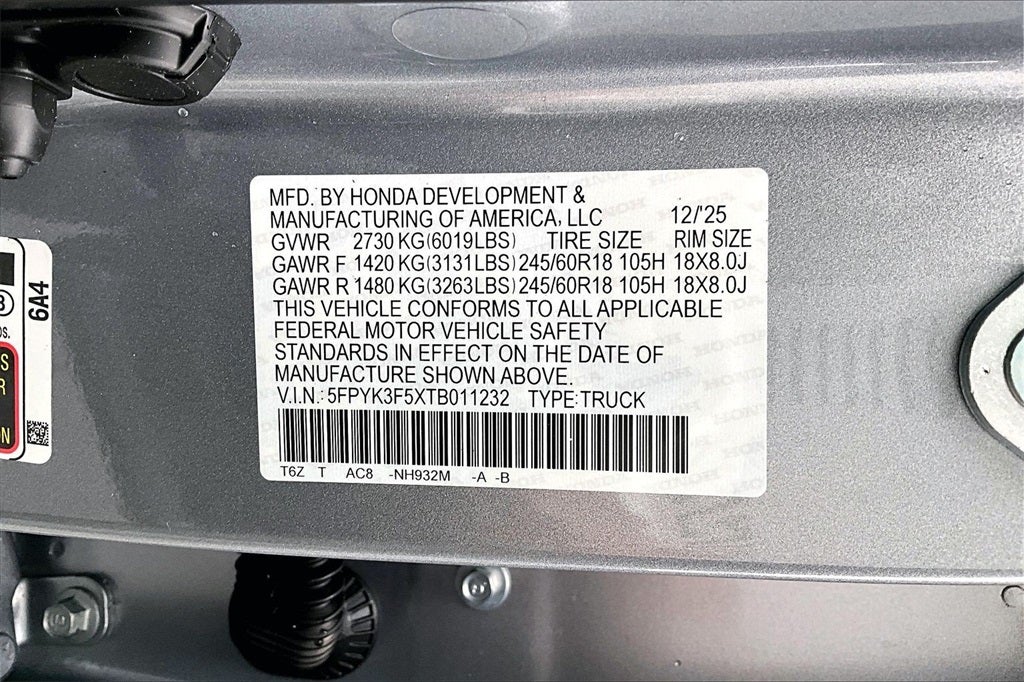 MFD. BY HONDA DEVELOPMENT &
MANUFACTURING OF AMERICA, LLC 12/'25
GVWR 2730 KG(6019LBS) TIRE SIZE RIM SIZE
GAWR F 1420 KG(3131LBS) 245/60R18 105H 18X8.0J
GAWR R 1480 KG(3263LBS) 245/60R18 105H 18X8.0J
THIS VEHICLE CONFORMS TO ALL APPLICABLE
FEDERAL MOTOR VEHICLE SAFETY
STANDARDS IN EFFECT ON THE DATE OF
MANUFACTURE SHOWN ABOVE.
V.I.N.: 5FPYK3F5XTB011232 TYPE:TRUCK
T6Z T AC8 -NH932M -A -B
6A4